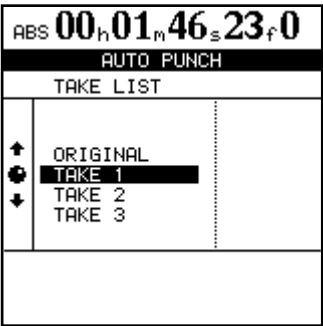 ABS 00h01m46s23f0
AUTO PUNCH
TAKE LIST
ORIGINAL
TAKE 1
TAKE 2
TAKE 3